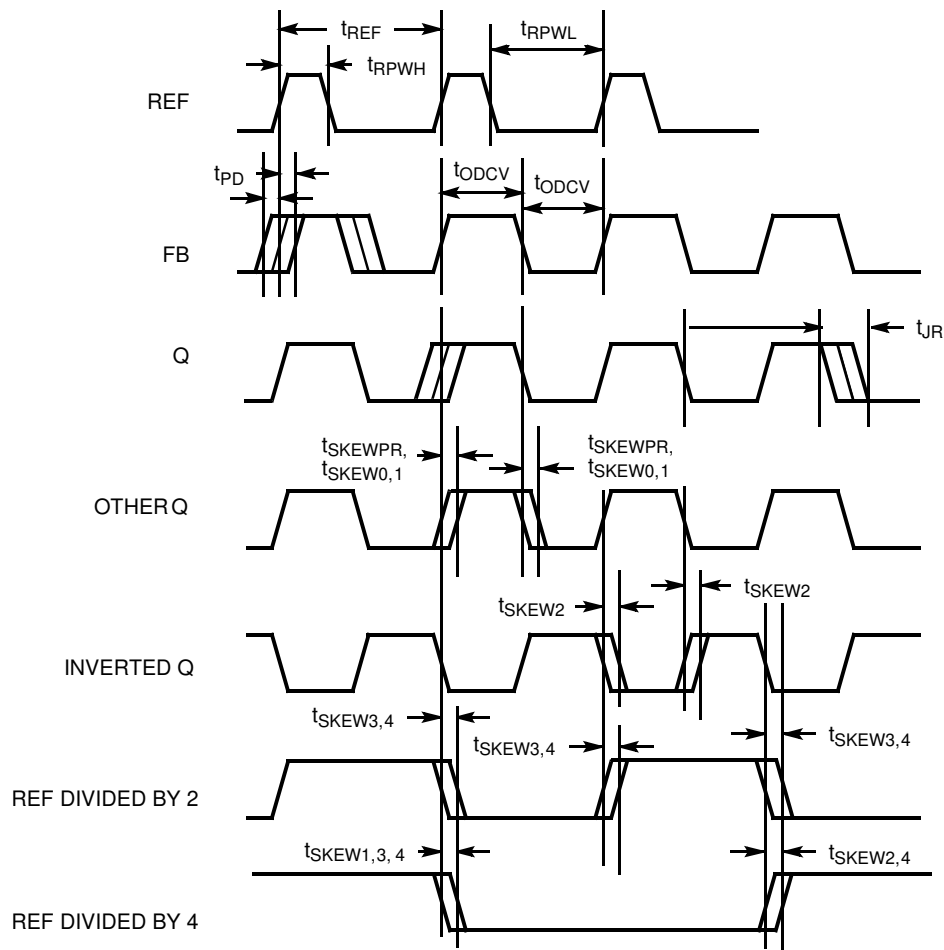 tREF
tRPWL
tRPWH
REF
tPD
tODCV
tODCV
FB
Q
tJR
tSKEWPR,
tSKEW0,1
tSKEWPR,
tSKEW0,1
OTHER Q
tSKEW2
tSKEW2
INVERTED Q
tSKEW3,4
tSKEW3,4
tSKEW3,4
REF DIVIDED BY 2
tSKEW1,3, 4
tSKEW2,4
REF DIVIDED BY 4